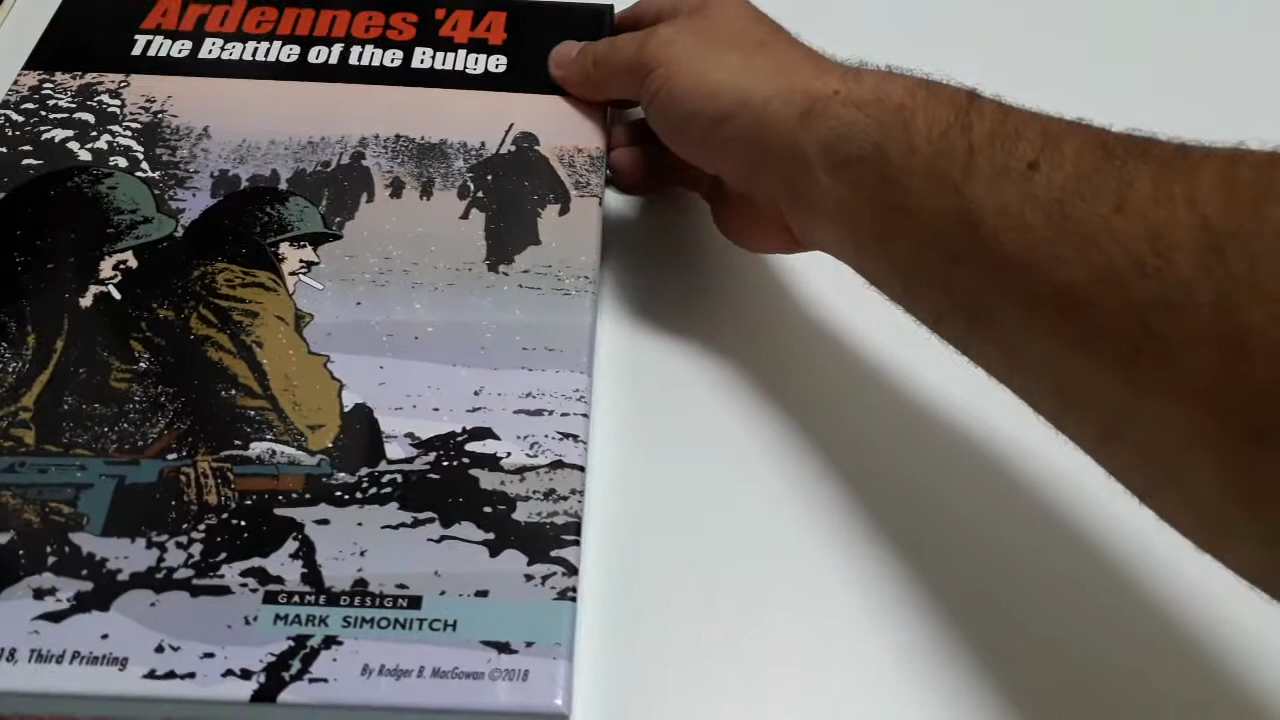 Ardennes '44
The Battle of the Bulge
GAME DESIGN
MARK SIMONITCH
18, Third Printing
By Rodger B. MacGowan ©2018